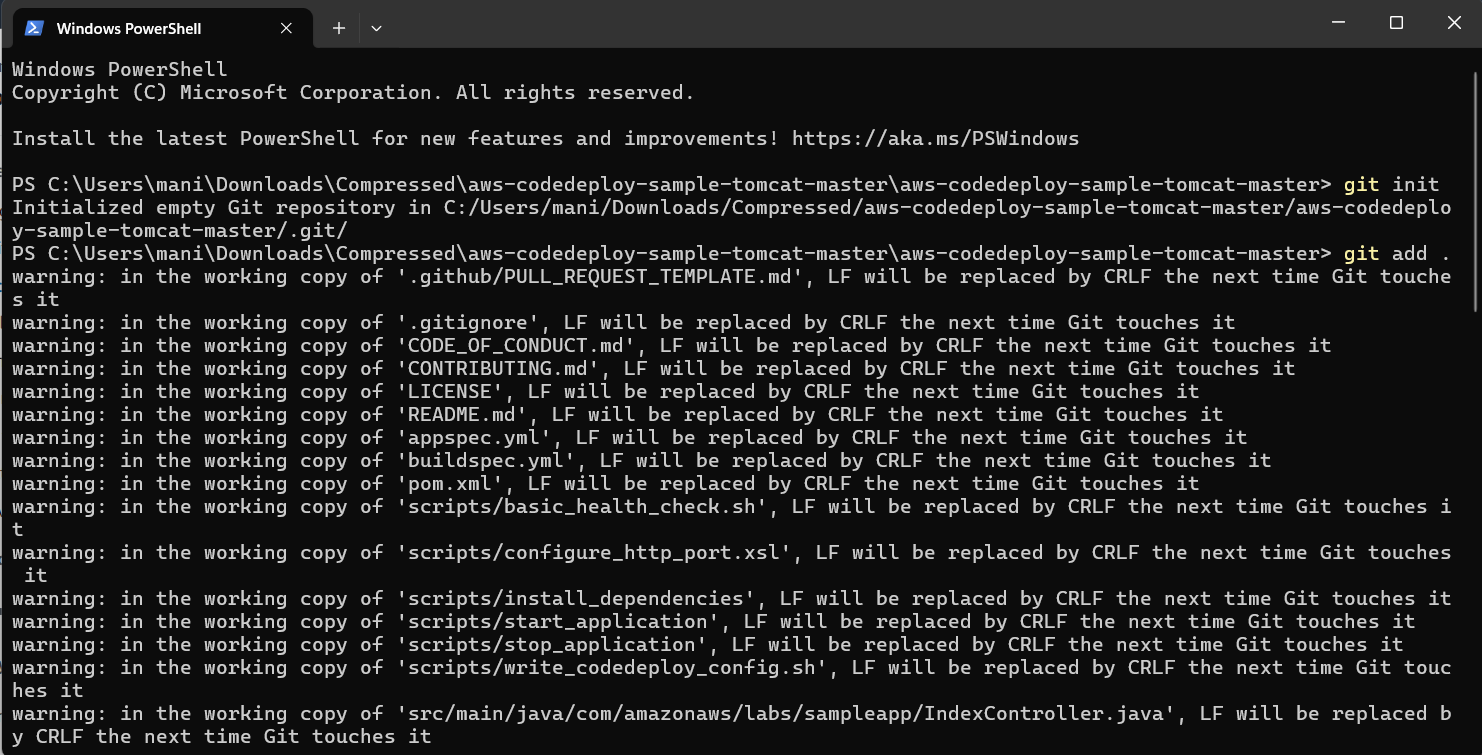 Windows PowerShell
Windows PowerShell
Copyright (C) Microsoft Corporation. All rights reserved.
Install the latest PowerShell for new features and improvements! https://aka.ms/PSWindows
PS C:\Users\mani\Downloads\Compressed\aws-codedeploy-sample-tomcat-master\aws-codedeploy-sample-tomcat-master> git init
Initialized empty Git repository in C:/Users/mani/Downloads/Compressed/aws-codedeploy-sample-tomcat-master/aws-codedeplo
y-sample-tomcat-master/.git/
PS C:\Users\mani\Downloads\Compressed\aws-codedeploy-sample-tomcat-master\aws-codedeploy-sample-tomcat-master> git add .
warning: in the working copy of '.github/PULL_REQUEST_TEMPLATE.md', LF will be replaced by CRLF the next time Git touche
s it
warning: in the working copy of '.gitignore', LF will be replaced by CRLF the next time Git touches it
warning: in the working copy of 'CODE_OF_CONDUCT.md', LF will be replaced by CRLF the next time Git touches it
warning: in the working copy of 'CONTRIBUTING.md', LF will be replaced by CRLF the next time Git touches it
warning: in the working copy of 'LICENSE', LF will be replaced by CRLF the next time Git touches it
warning: in the working copy of 'README.md', LF will be replaced by CRLF the next time Git touches it
warning: in the working copy of 'appspec.yml', LF will be replaced by CRLF the next time Git touches it
warning: in the working copy of 'buildspec.yml', LF will be replaced by CRLF the next time Git touches it
warning: in the working copy of 'pom.xml', LF will be replaced by CRLF the next time Git touches it
warning: in the working copy of 'scripts/basic_health_check.sh', LF will be replaced by CRLF the next time Git touches i
t
warning: in the working copy of 'scripts/configure_http_port.xsl', LF will be replaced by CRLF the next time Git touches
 it
warning: in the working copy of 'scripts/install_dependencies', LF will be replaced by CRLF the next time Git touches it
warning: in the working copy of 'scripts/start_application', LF will be replaced by CRLF the next time Git touches it
warning: in the working copy of 'scripts/stop_application', LF will be replaced by CRLF the next time Git touches it
warning: in the working copy of 'scripts/write_codedeploy_config.sh', LF will be replaced by CRLF the next time Git touc
hes it
warning: in the working copy of 'src/main/java/com/amazonaws/labs/sampleapp/IndexController.java', LF will be replaced b
y CRLF the next time Git touches it